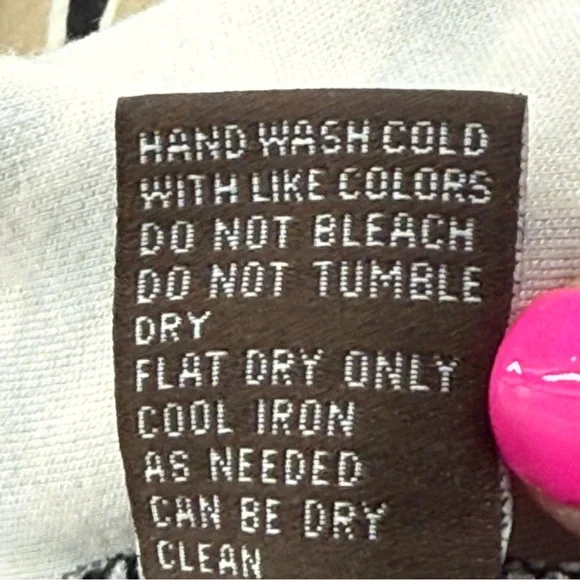 HAND WASH COLD
WITH LIKE COLORS
DO NOT BLEACH
DO NOT TUMBLE
DRY
FLAT DRY ONLY
COOL IRON
AS NEEDED
CAN BE DRY
CLEAN